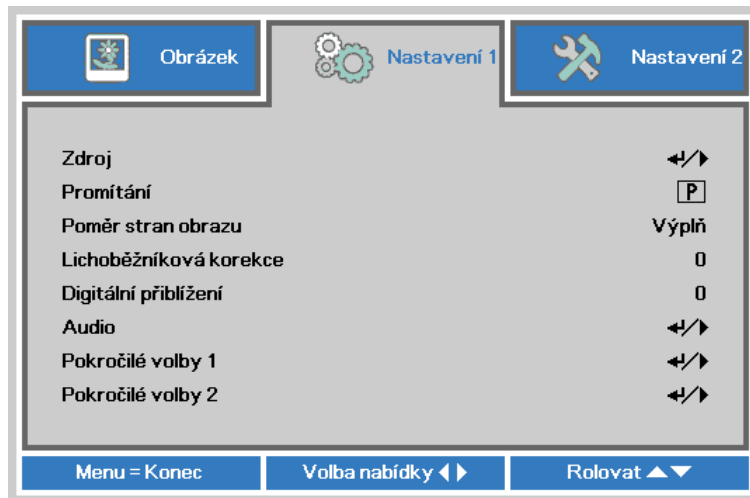 Obrázek Nastavení 1 Nastavení 2
Zdroj
Promítání P
Poměr stran obrazu Výplň
Lichoběžníková korekce 0
Digitální přiblížení 0
Audio
Pokročilé volby 1
Pokročilé volby 2
Menu = Konec Volba nabídky Rolovat